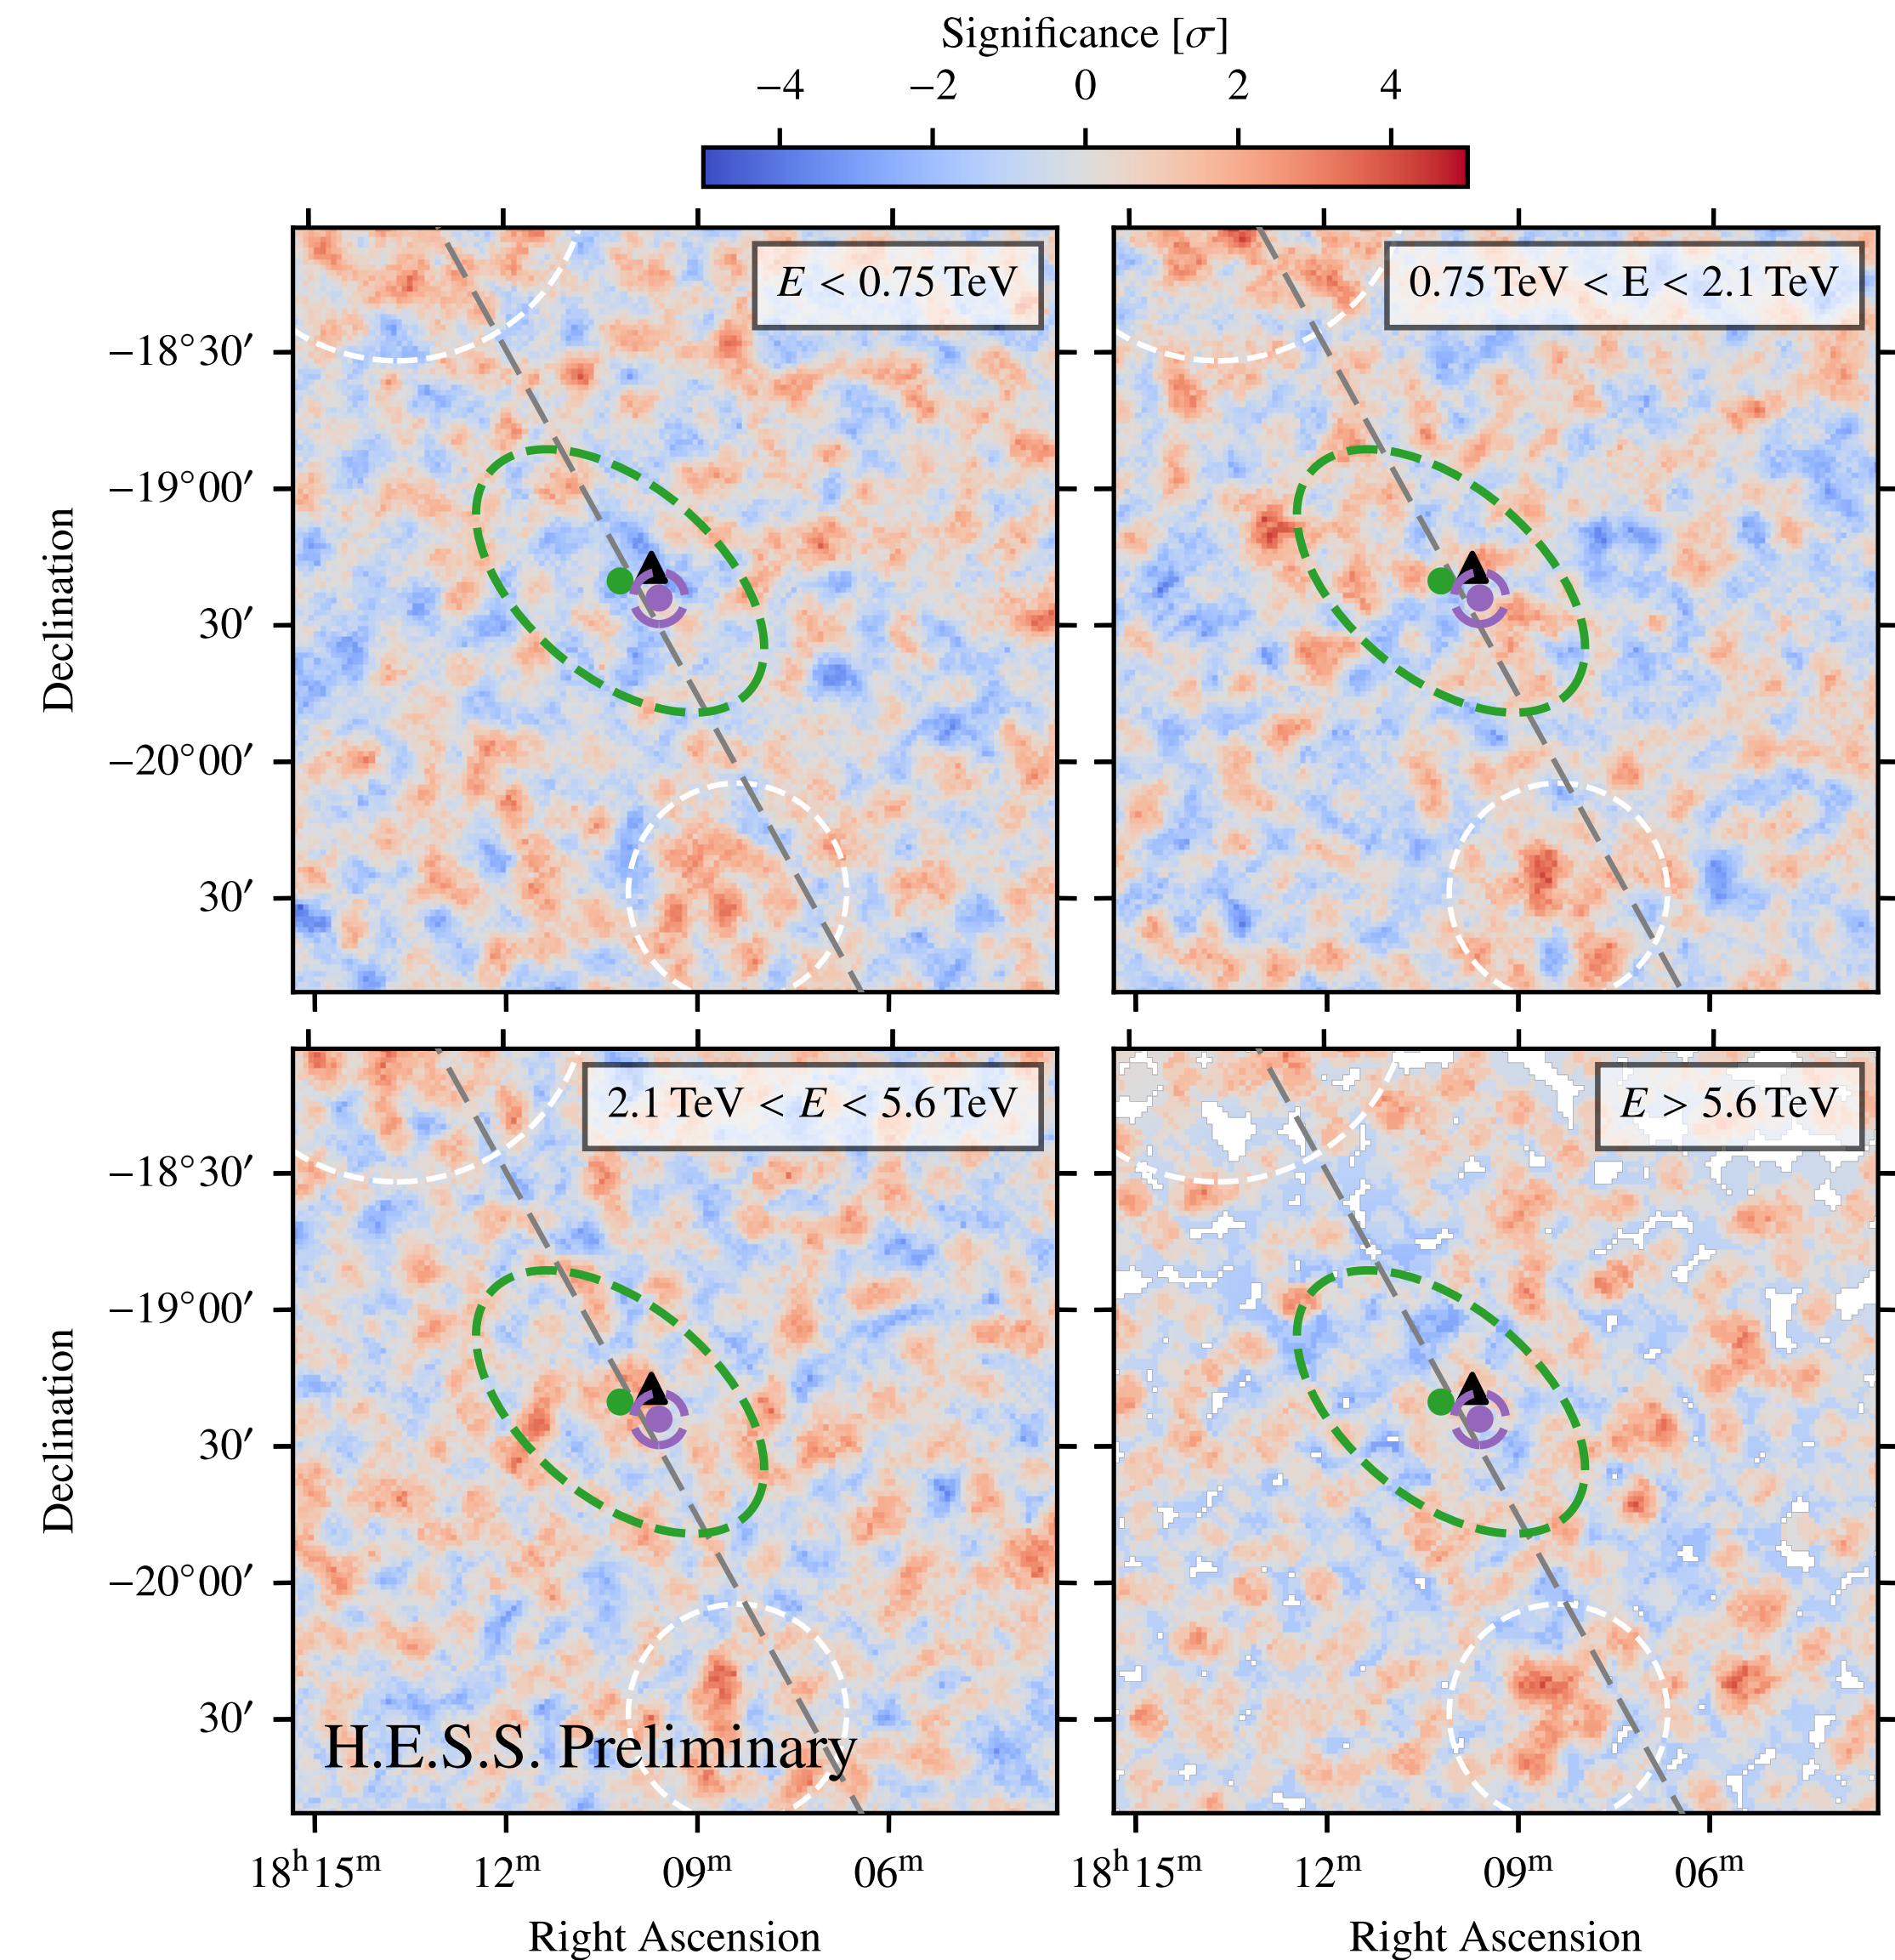 Significance [σ]
−4 −2 0 2 4
E < 0.75 TeV
0.75 TeV < E < 2.1 TeV
−18°30′
−19°00′
30′
−20°00′
30′
Declination
2.1 TeV < E < 5.6 TeV
E > 5.6 TeV
−18°30′
−19°00′
30′
−20°00′
30′
Declination
H.E.S.S. Preliminary
18h15m 12m 09m 06m
18h15m 12m 09m 06m
Right Ascension
Right Ascension